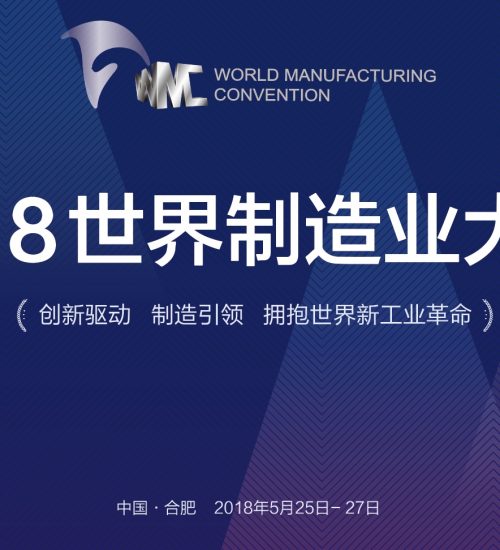 WMC WORLD MANUFACTURING
CONVENTION
8世界制造业大
创新驱动 制造引领 拥抱世界新工业革命
中国·合肥 2018年5月25日-27日